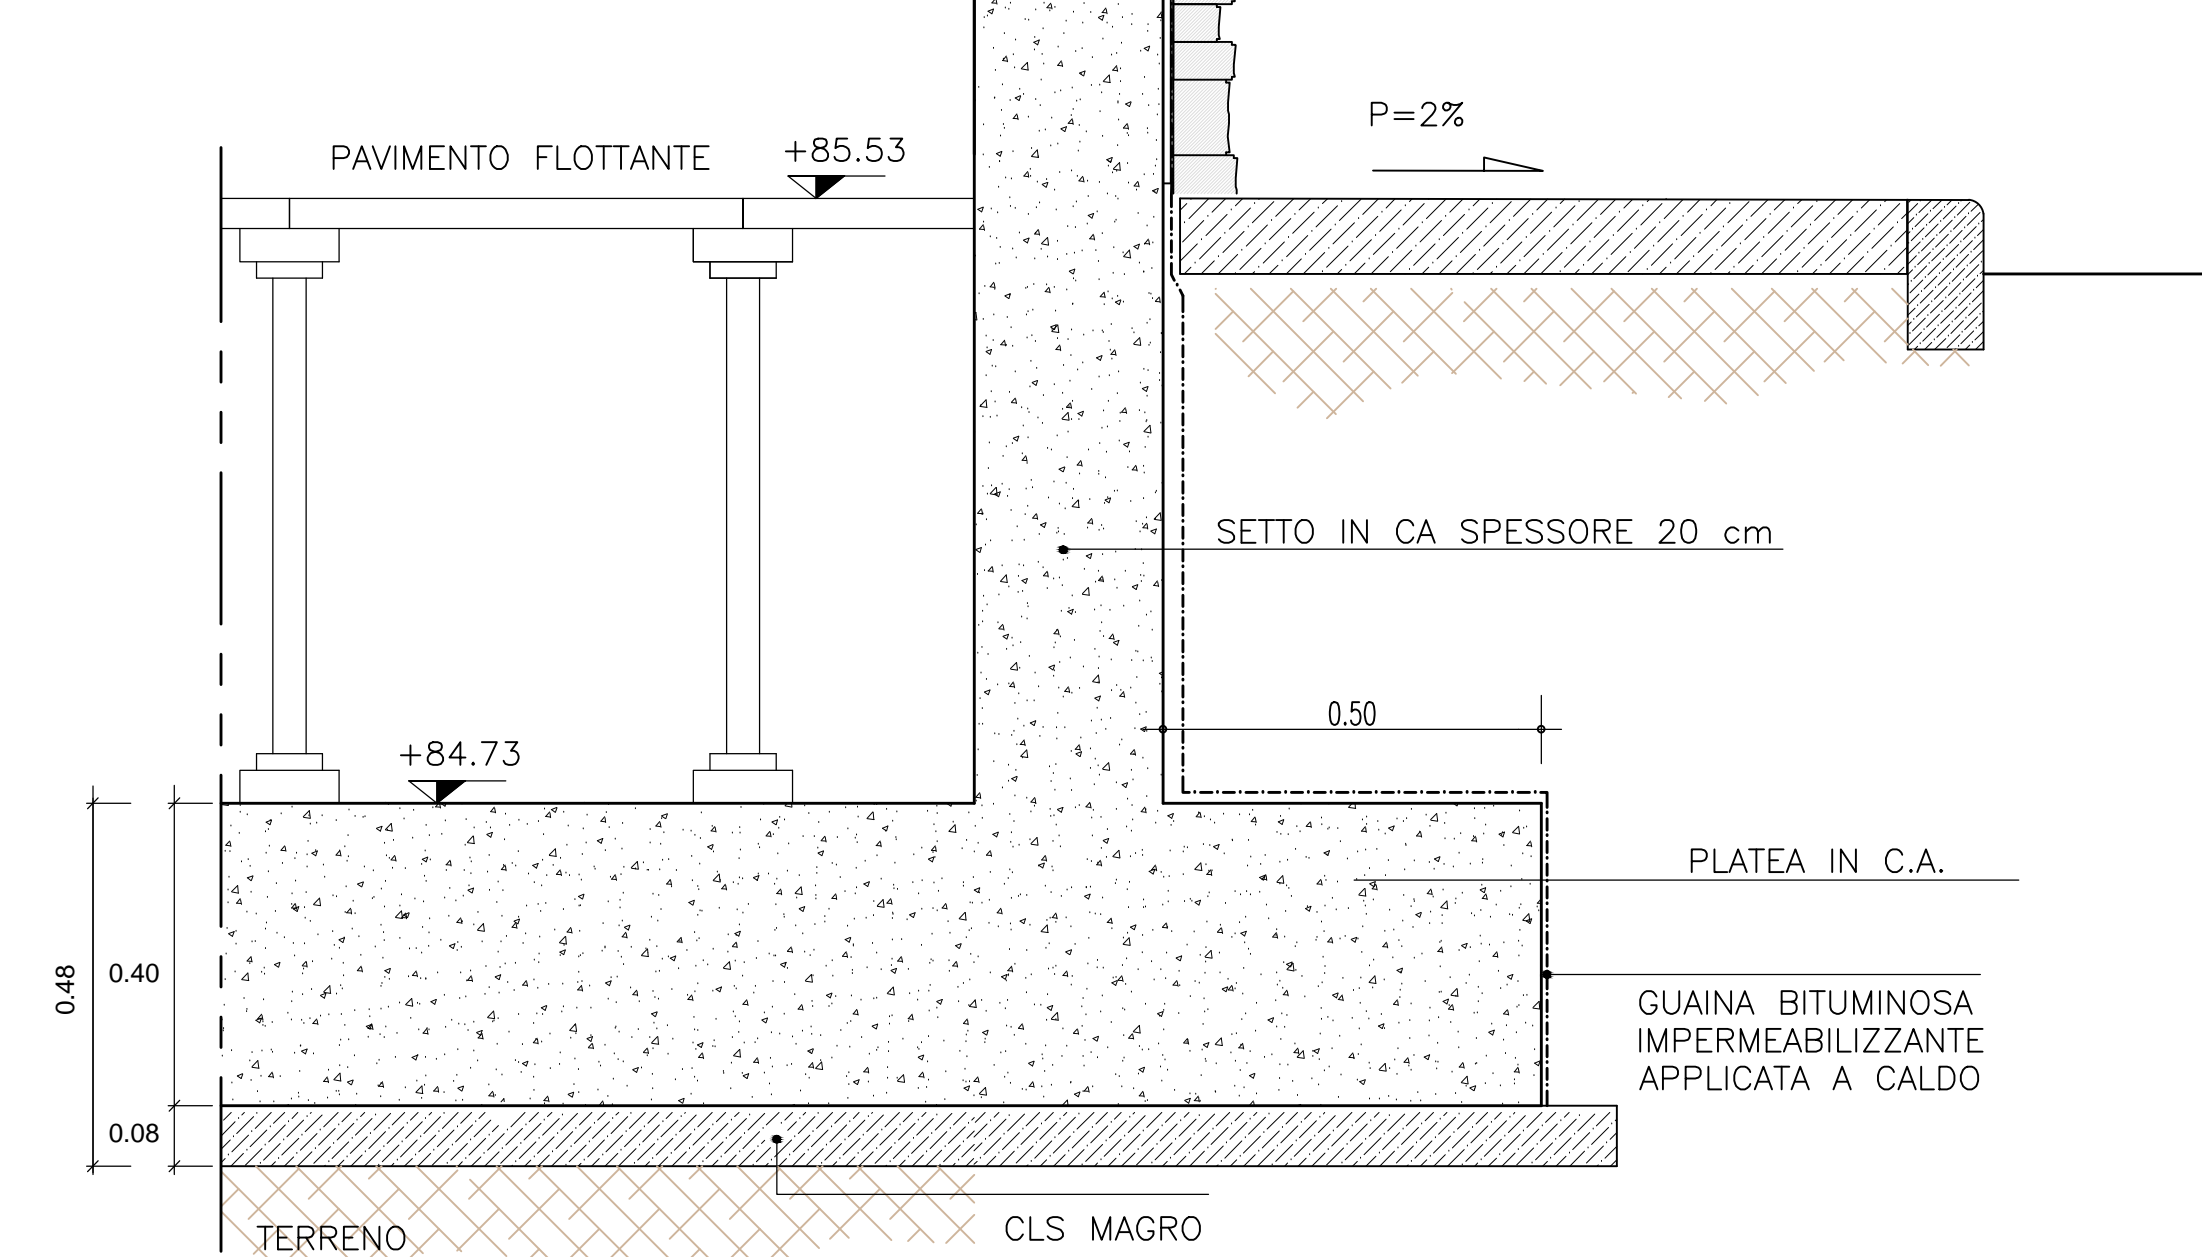 P=2%
PAVIMENTO FLOTTANTE
+85.53
SETTO IN CA SPESSORE 20 cm
0.50
+84.73
PLATEA IN C.A.
0.48
0.40
GUAINA BITUMINOSA
IMPERMEABILIZZANTE
APPLICATA A CALDO
0.08
CLS MAGRO
TERRENO